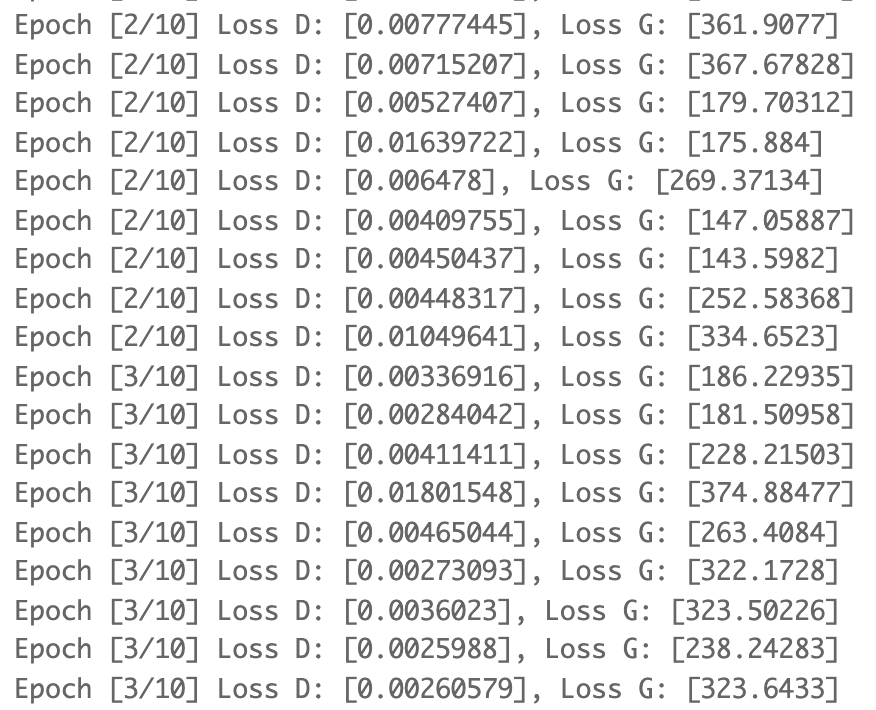 Epoch [2/10] Loss D: [0.00777445], Loss G: [361.9077]
Epoch [2/10] Loss D: [0.00715207], Loss G: [367.67828]
Epoch [2/10] Loss D: [0.00527407], Loss G: [179.70312]
Epoch [2/10] Loss D: [0.01639722], Loss G: [175.884]
Epoch [2/10] Loss D: [0.006478], Loss G: [269.37134]
Epoch [2/10] Loss D: [0.00409755], Loss G: [147.05887]
Epoch [2/10] Loss D: [0.00450437], Loss G: [143.5982]
Epoch [2/10] Loss D: [0.00448317], Loss G: [252.58368]
Epoch [2/10] Loss D: [0.01049641], Loss G: [334.6523]
Epoch [3/10] Loss D: [0.00336916], Loss G: [186.22935]
Epoch [3/10] Loss D: [0.00284042], Loss G: [181.50958]
Epoch [3/10] Loss D: [0.00411411], Loss G: [228.21503]
Epoch [3/10] Loss D: [0.01801548], Loss G: [374.88477]
Epoch [3/10] Loss D: [0.00465044], Loss G: [263.4084]
Epoch [3/10] Loss D: [0.00273093], Loss G: [322.1728]
Epoch [3/10] Loss D: [0.0036023], Loss G: [323.50226]
Epoch [3/10] Loss D: [0.0025988], Loss G: [238.24283]
Epoch [3/10] Loss D: [0.00260579], Loss G: [323.6433]